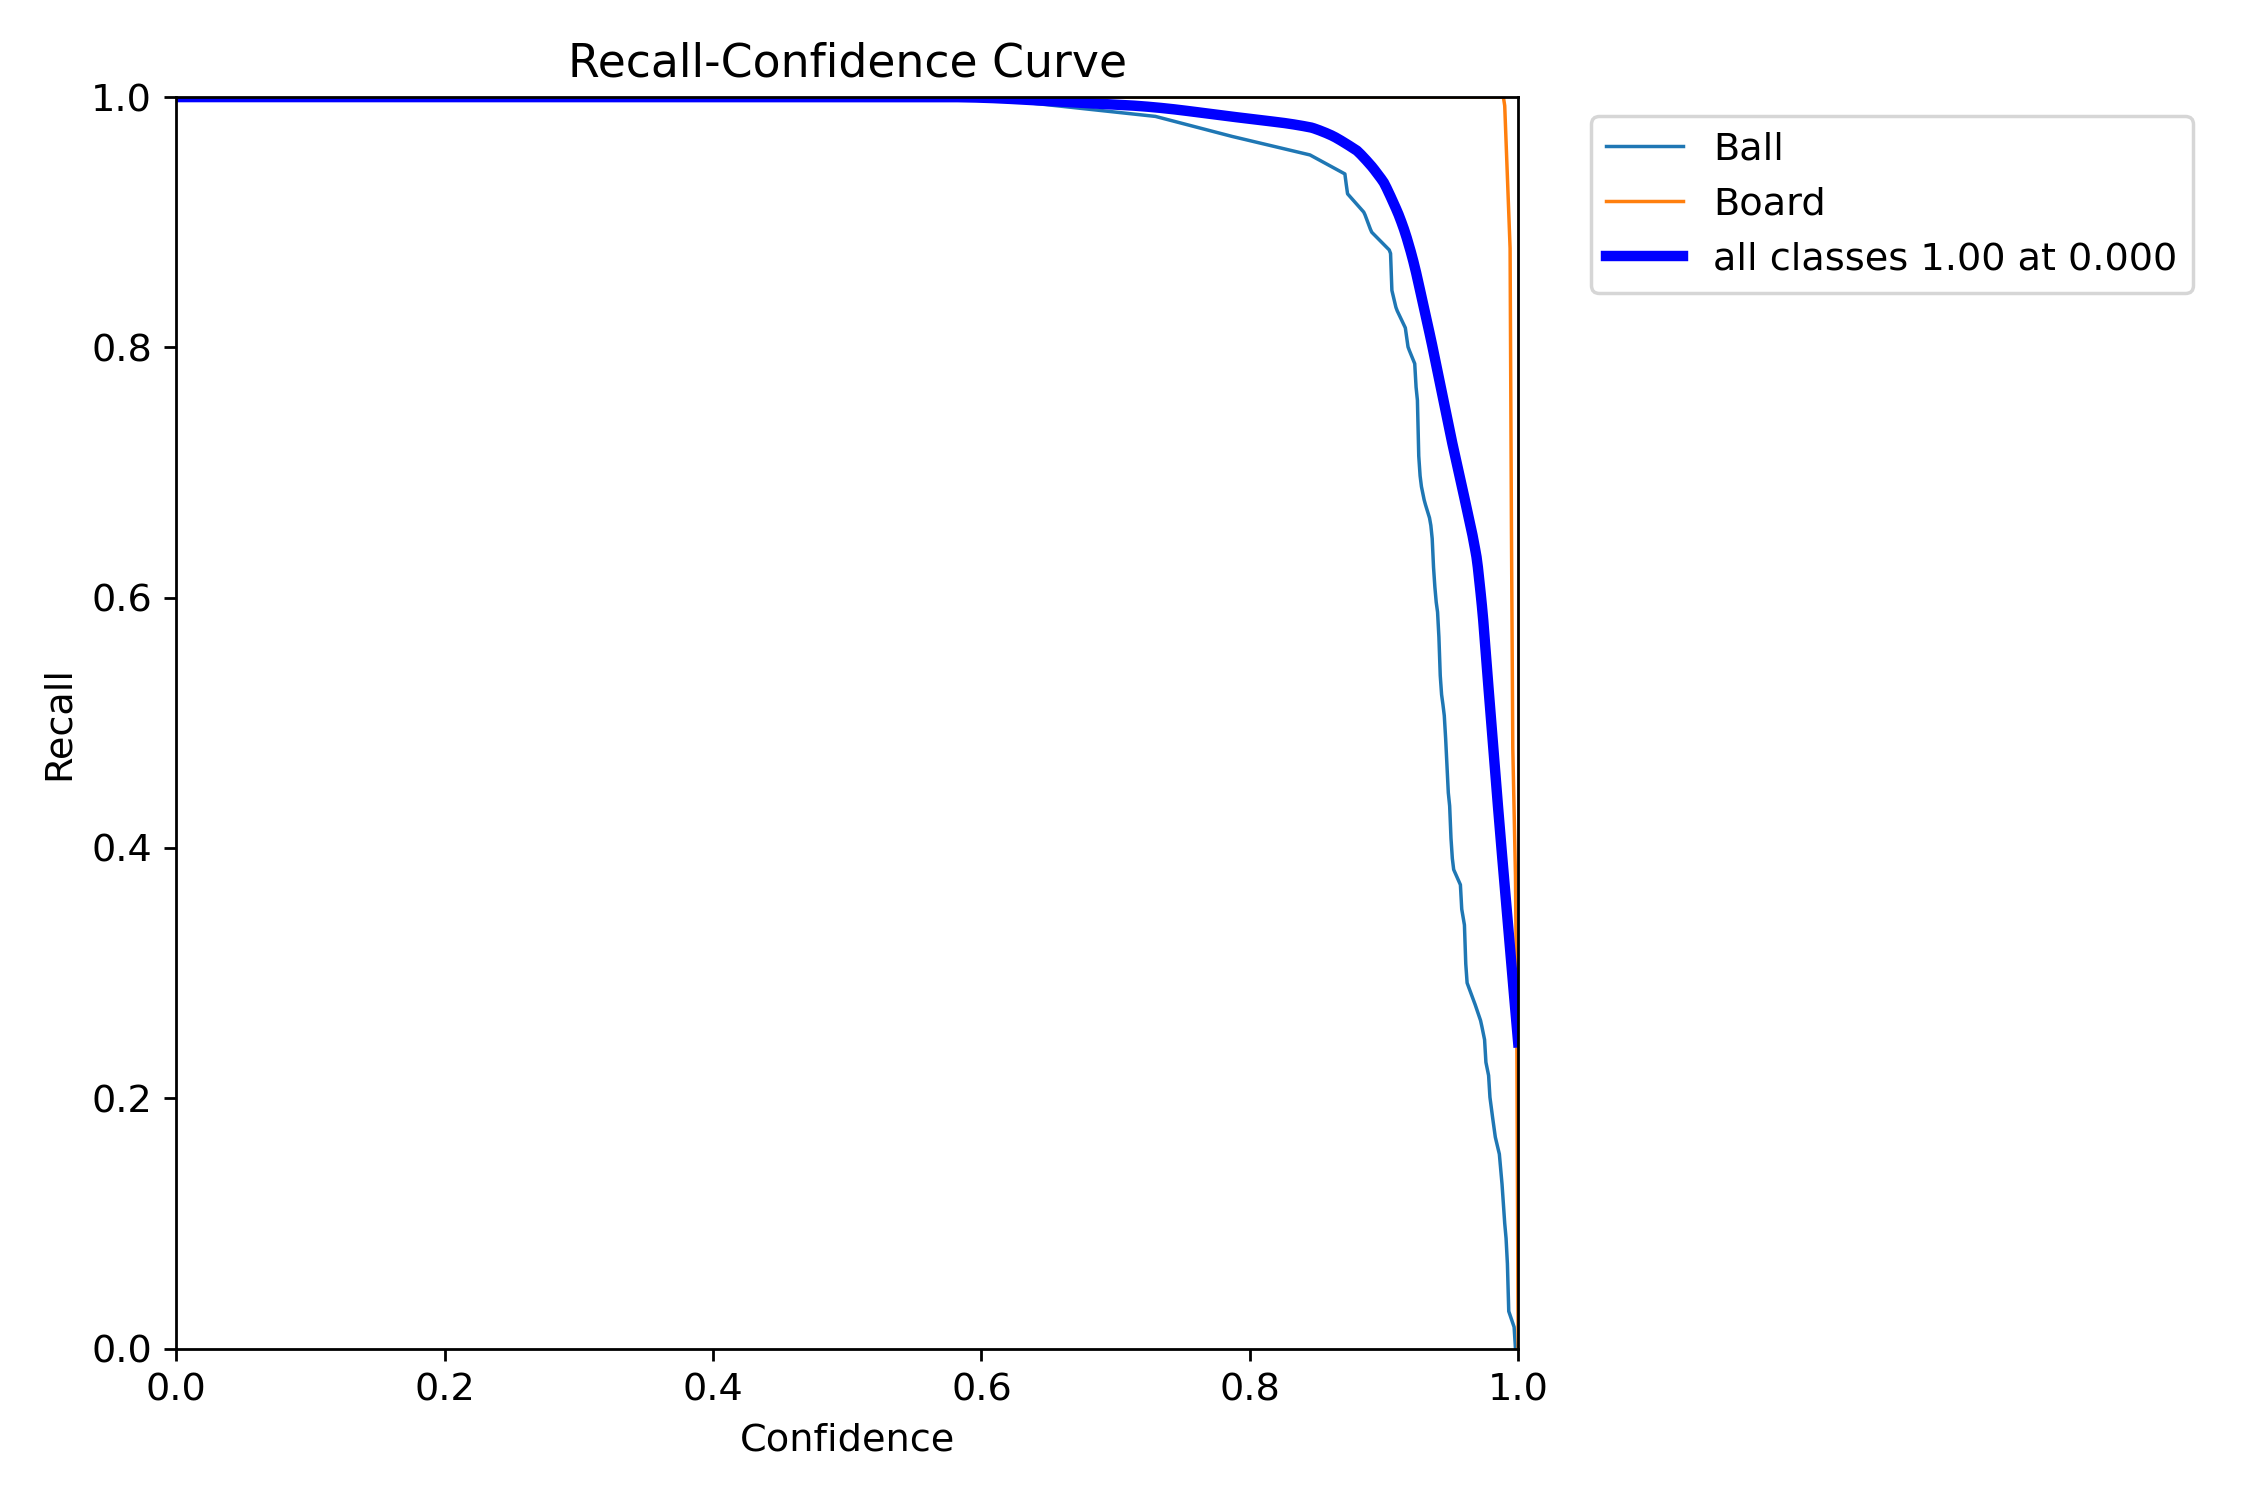 Recall-Confidence Curve
1.0
0.8
0.6
0.4
0.2
0.0
Recall
0.0 0.2 0.4 0.6 0.8 1.0
Confidence
Ball
Board
all classes 1.00 at 0.000